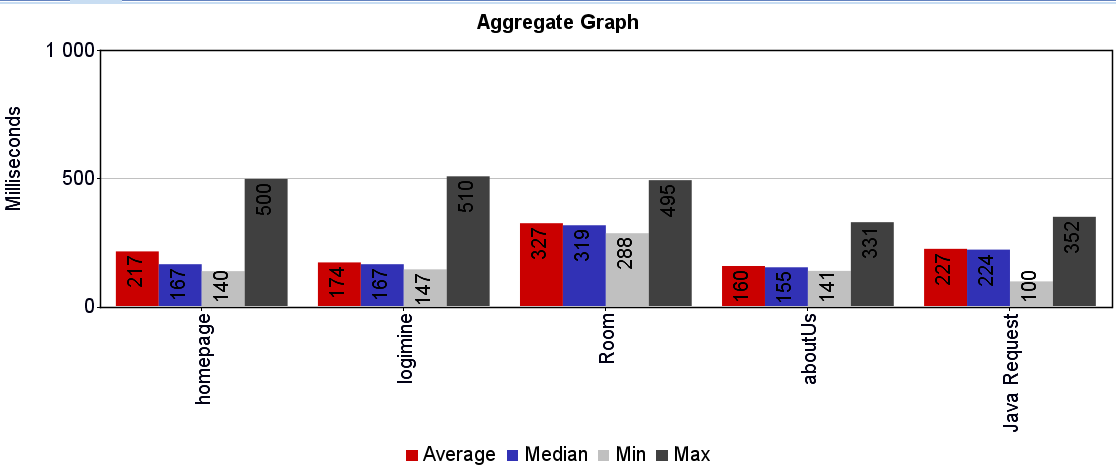 Aggregate Graph
Milliseconds
1 000
500
0
217 167 140 500
174 167 147 510
327 319 288 495
160 155 141 331
227 224 100 352
homepage
logimine
Room
aboutUs
Java Request
Average Median Min Max